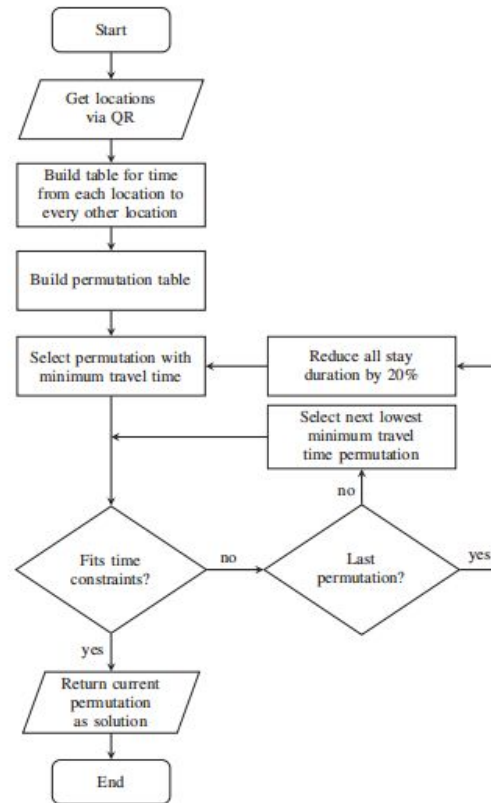 Start
Get locations
via QR
Build table for time
from each location to
every other location
Build permutation table
Select permutation with
minimum travel time
Reduce all stay
duration by 20%
Select next lowest
minimum travel
time permutation
no
Fits time
constraints?
no
Last
permutation?
yes
yes
Return current
permutation
as solution
End